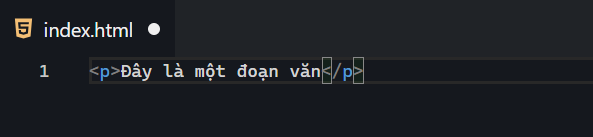 index.html
1 <p>Đây là một đoạn văn</p>